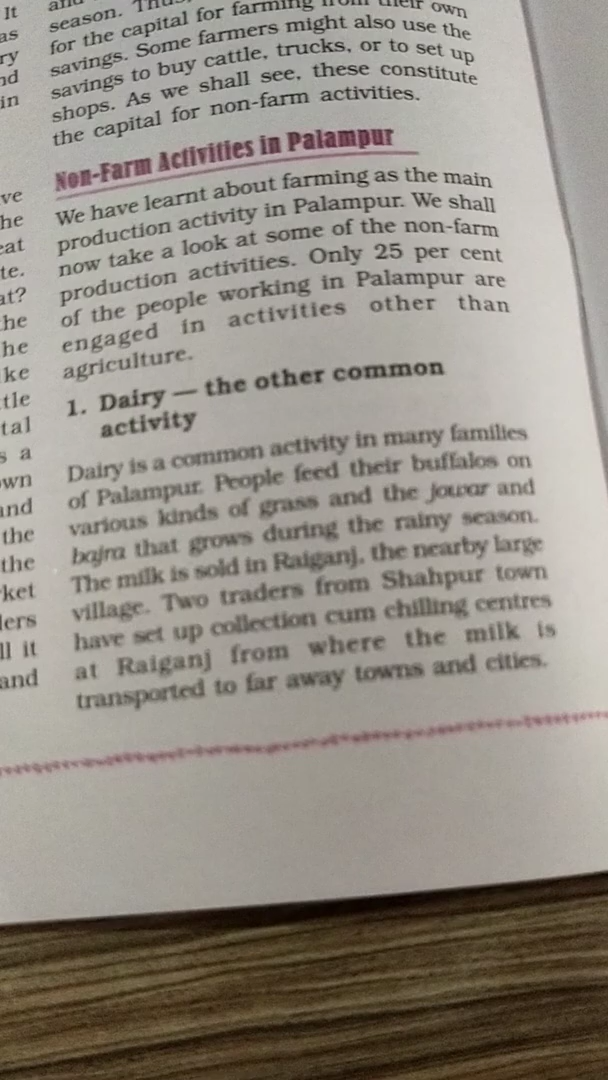 It
as
ry
nd
in
ve
he
eat
te.
at?
he
he
ke
tle
tal
s a
own
and
the
the
ket
lers
ll it
and
season. Thus,
for the capital for farming from their own
savings. Some farmers might also use the
savings to buy cattle, trucks, or to set up
shops. As we shall see, these constitute
the capital for non-farm activities.
Non-Farm Activities in Palampur
We have learnt about farming as the main
production activity in Palampur. We shall
now take a look at some of the non-farm
production activities. Only 25 per cent
of the people working in Palampur are
engaged in activities other than
agriculture.
1. Dairy — the other common
activity
Dairy is a common activity in many families
of Palampur. People feed their buffalos on
various kinds of grass and the jowar and
bajra that grows during the rainy season.
The milk is sold in Raiganj, the nearby large
village. Two traders from Shahpur town
have set up collection cum chilling centres
at Raiganj from where the milk is
transported to far away towns and cities.